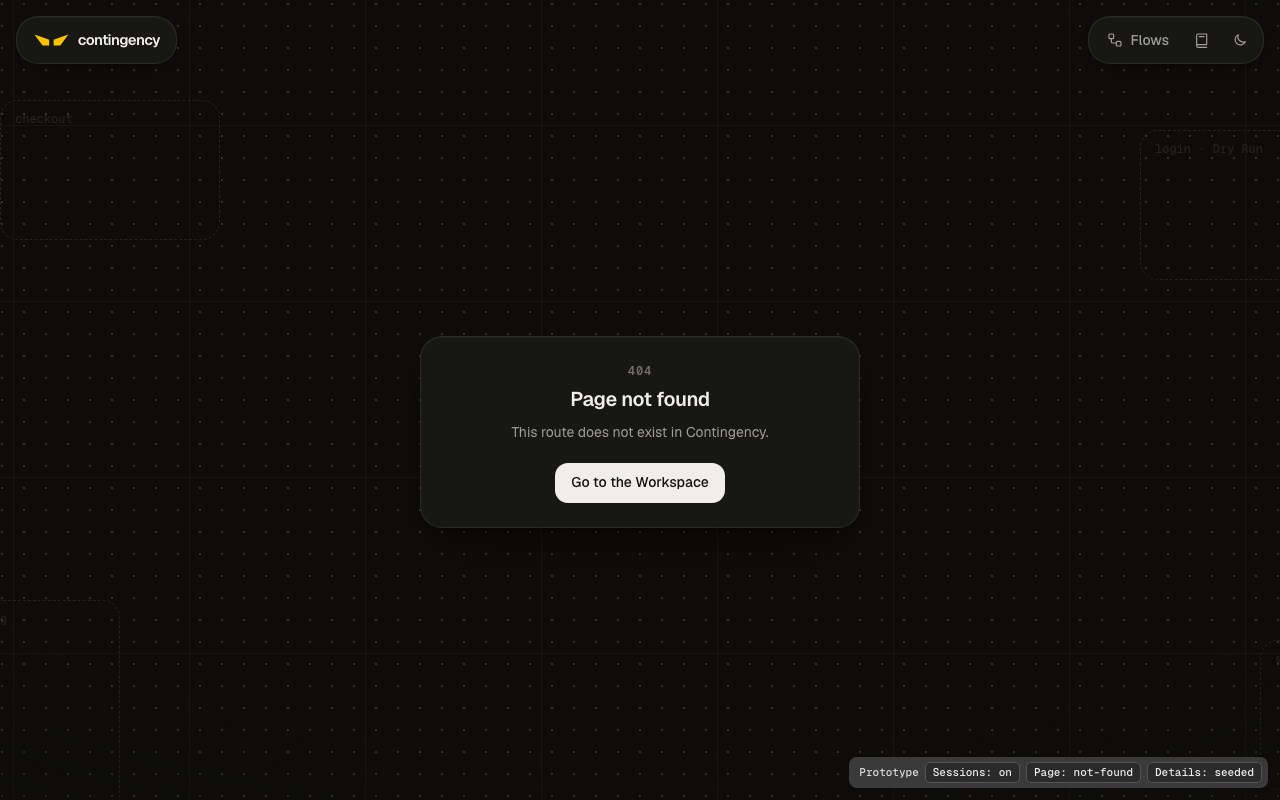 contingency
Flows
checkout
login · Dry Run
404
Page not found
This route does not exist in Contingency.
Go to the Workspace
Prototype
Sessions: on
Page: not-found
Details: seeded